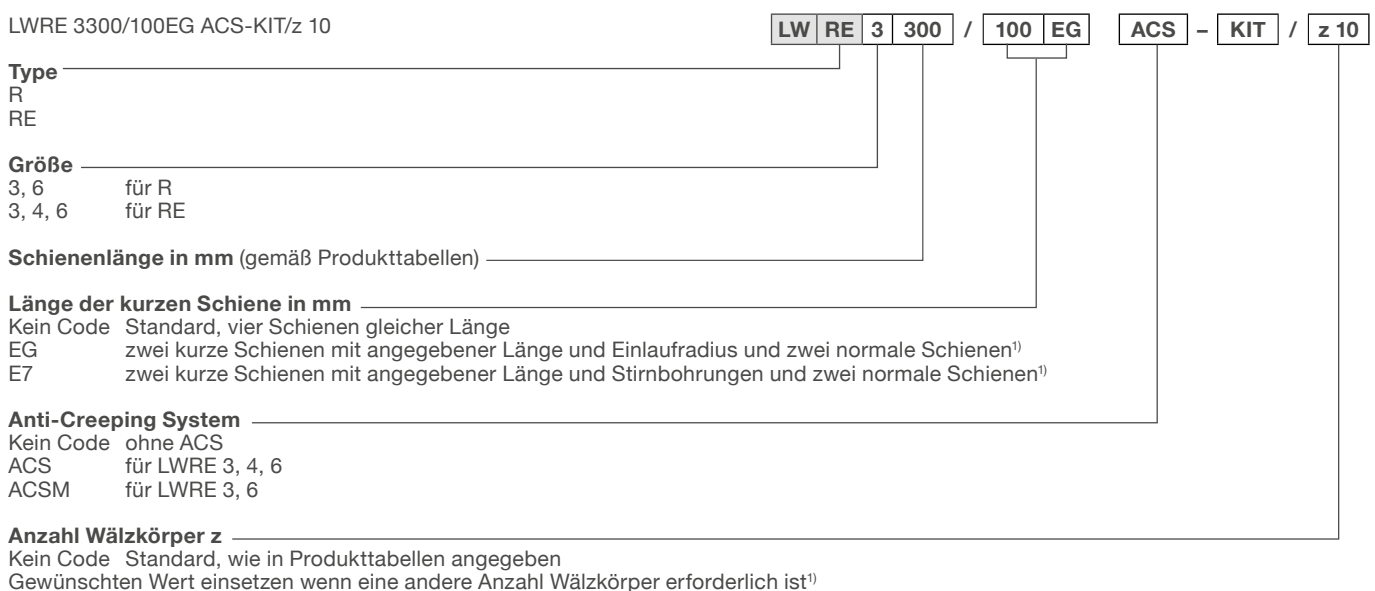 LWRE 3300/100EG ACS-KIT/z 10
LW RE 3 300 / 100 EG ACS – KIT / z 10
Type
R
RE
Größe
3, 6 für R
3, 4, 6 für RE
Schienenlänge in mm (gemäß Produkttabellen)
Länge der kurzen Schiene in mm
Kein Code Standard, vier Schienen gleicher Länge
EG zwei kurze Schienen mit angegebener Länge und Einlaufradius und zwei normale Schienen1)
E7 zwei kurze Schienen mit angegebener Länge und Stirnbohrungen und zwei normale Schienen1)
Anti-Creeping System
Kein Code ohne ACS
ACS für LWRE 3, 4, 6
ACSM für LWRE 3, 6
Anzahl Wälzkörper z
Kein Code Standard, wie in Produkttabellen angegeben
Gewünschten Wert einsetzen wenn eine andere Anzahl Wälzkörper erforderlich ist1)